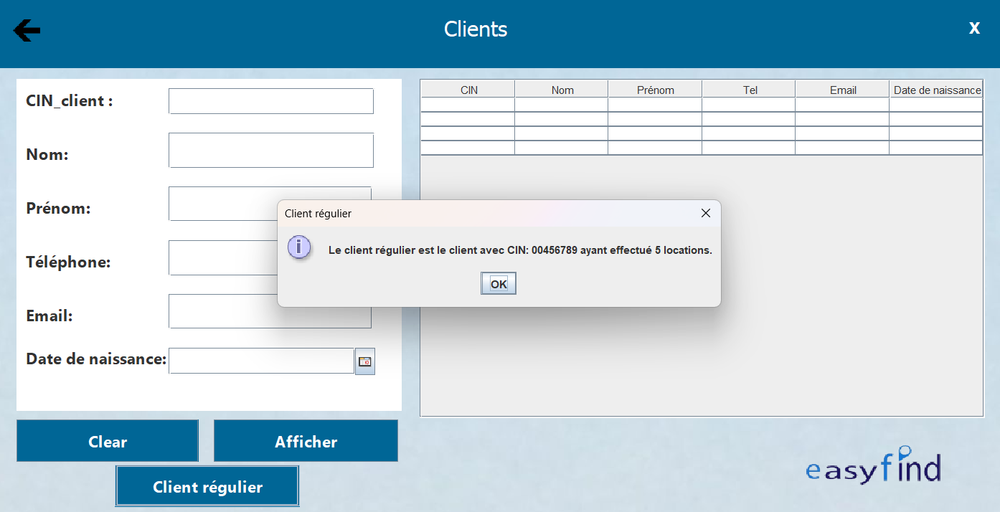 Clients
X
CIN_client :
Nom:
Prénom:
Téléphone:
Email:
Date de naissance:
CIN Nom Prénom Tel Email Date de naissance
Client régulier
Le client régulier est le client avec CIN: 00456789 ayant effectué 5 locations.
OK
Clear
Afficher
Client régulier
easyfind